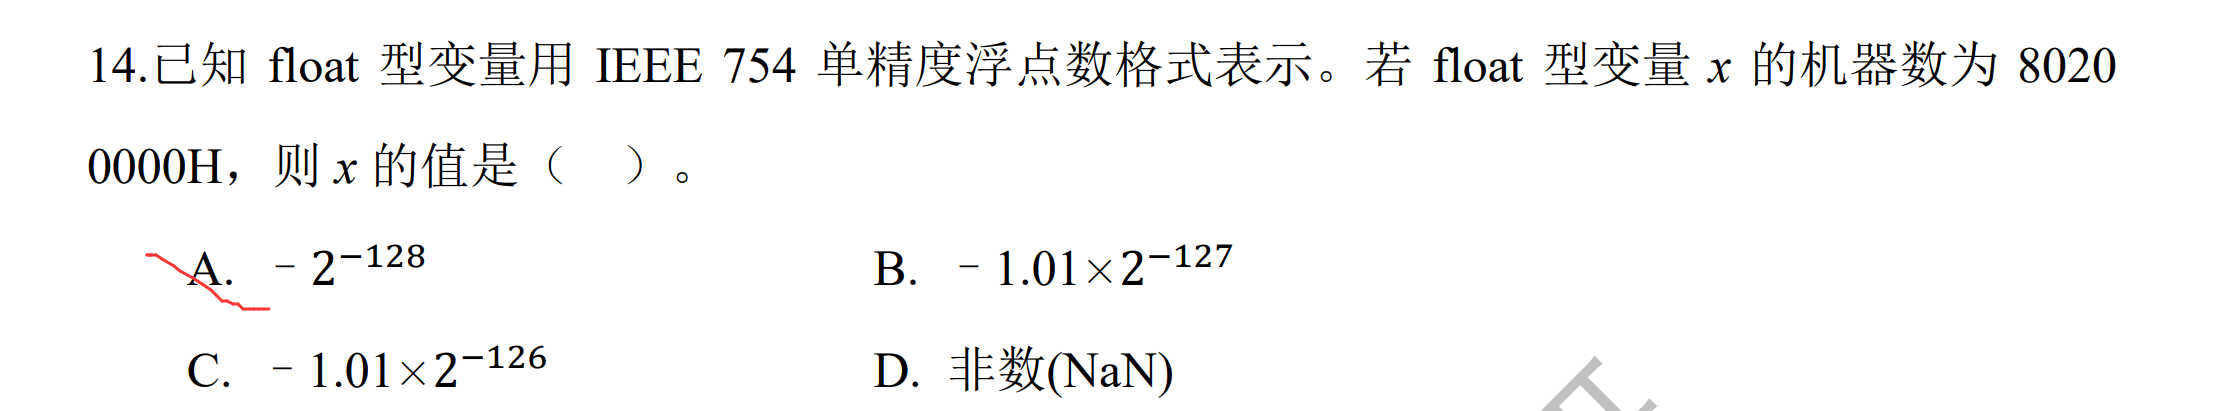 14.已知 float 型变量用 IEEE 754 单精度浮点数格式表示。若 float 型变量 x 的机器数为 8020
0000H，则 x 的值是（　）。
A. －2⁻¹²⁸ B. －1.01×2⁻¹²⁷
C. －1.01×2⁻¹²⁶ D. 非数(NaN)